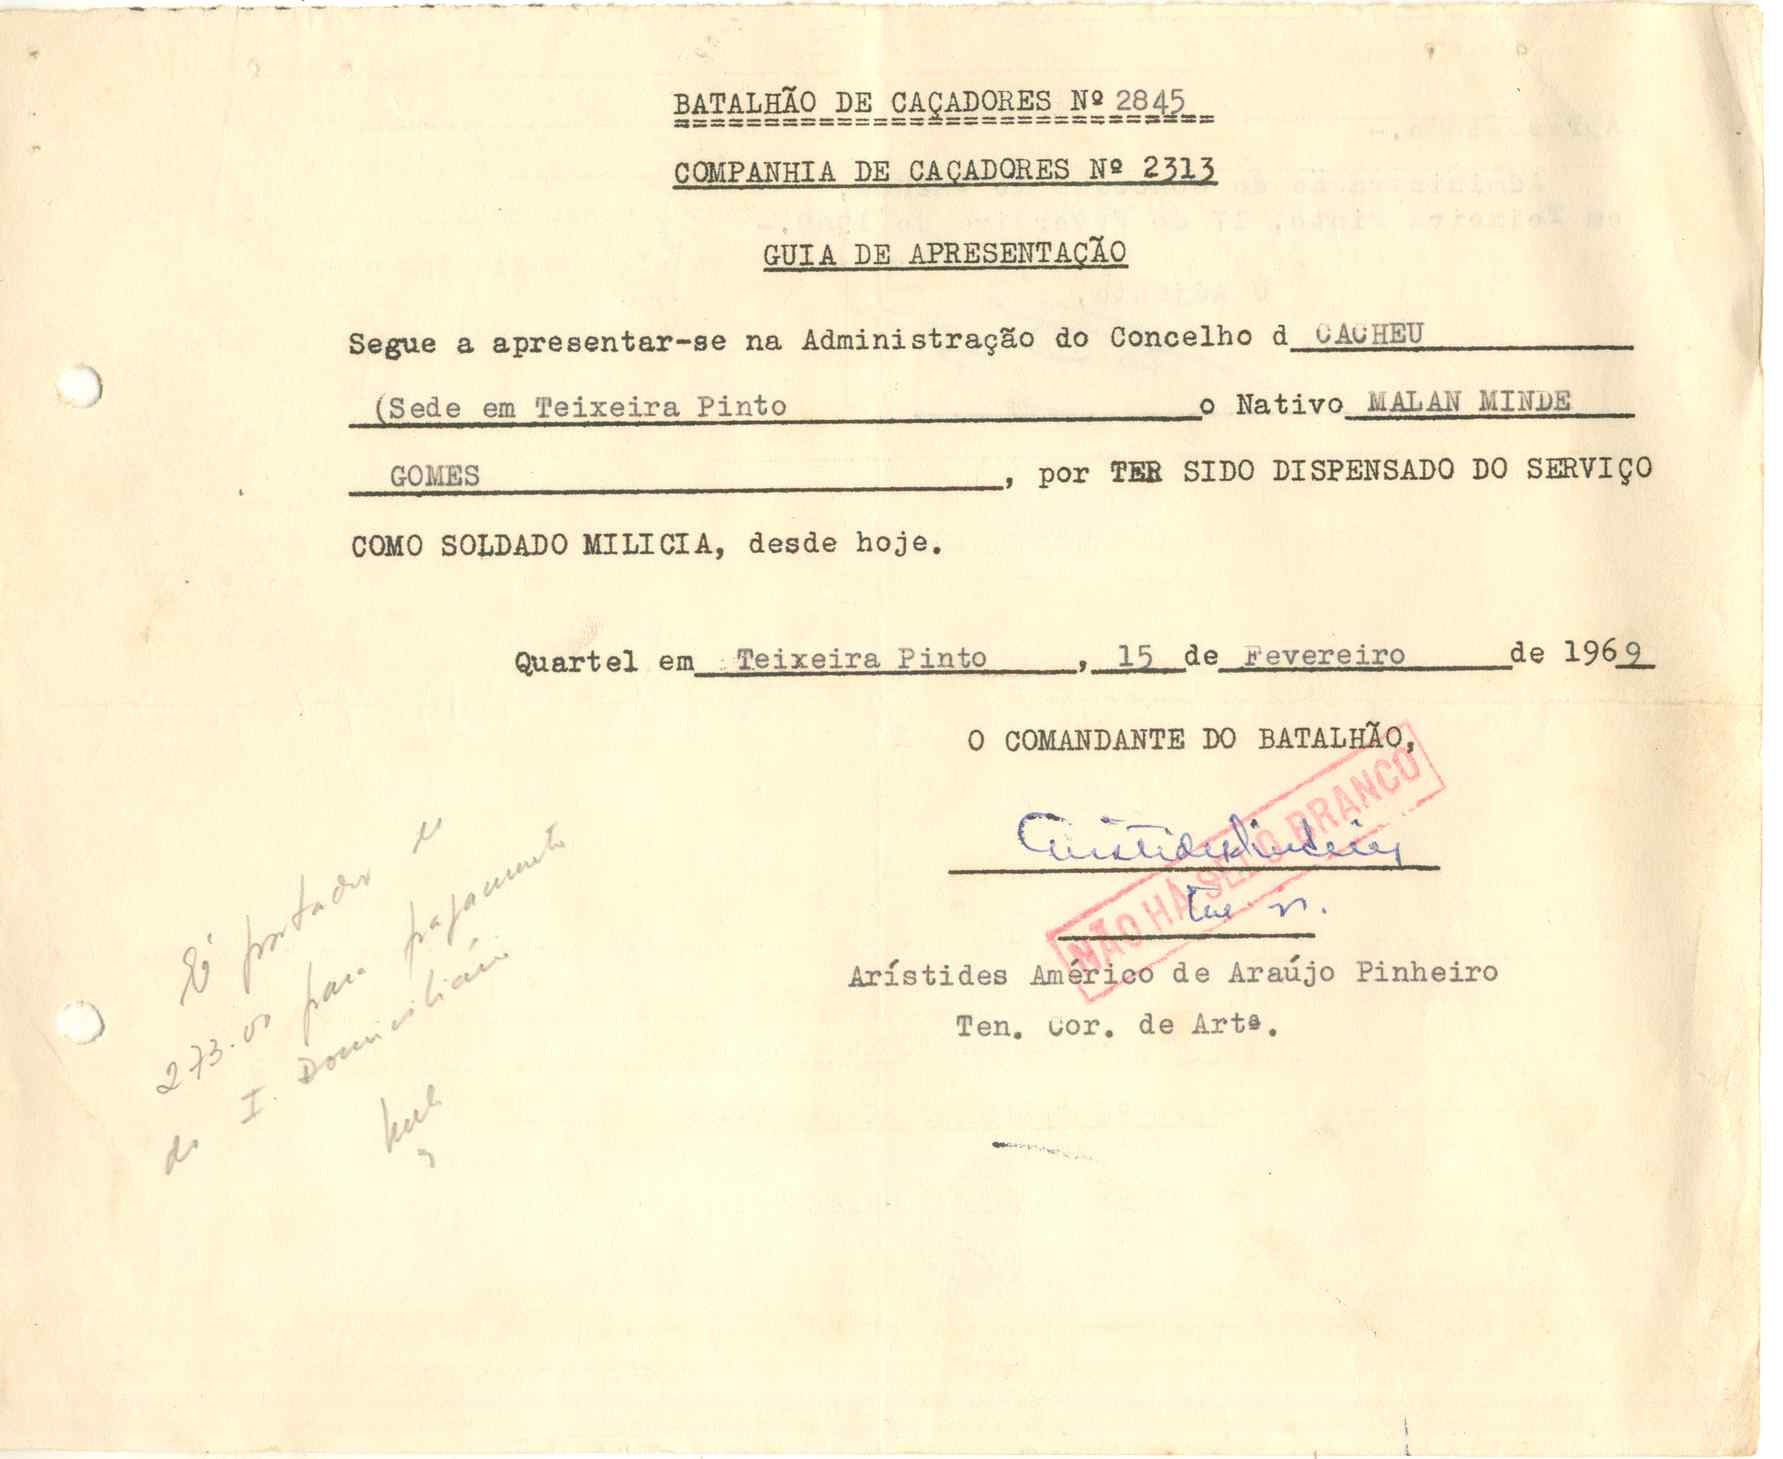 BATALHÃO DE CAÇADORES Nº 2845
COMPANHIA DE CAÇADORES Nº 2313
GUIA DE APRESENTAÇÃO
Segue a apresentar-se na Administração do Concelho d CACHEU
(Sede em Teixeira Pinto o Nativo MALAN MINDE
GOMES , por TER SIDO DISPENSADO DO SERVIÇO
COMO SOLDADO MILICIA, desde hoje.
Quartel em Teixeira Pinto , 15 de Fevereiro de 1969
O COMANDANTE DO BATALHÃO,
NÃO HÁ SELO BRANCO
Arístides Américo de Araújo Pinheiro
Ten. Cor. de Artª.
É portador de
273.00 para pagamento
do I. Domiciliário